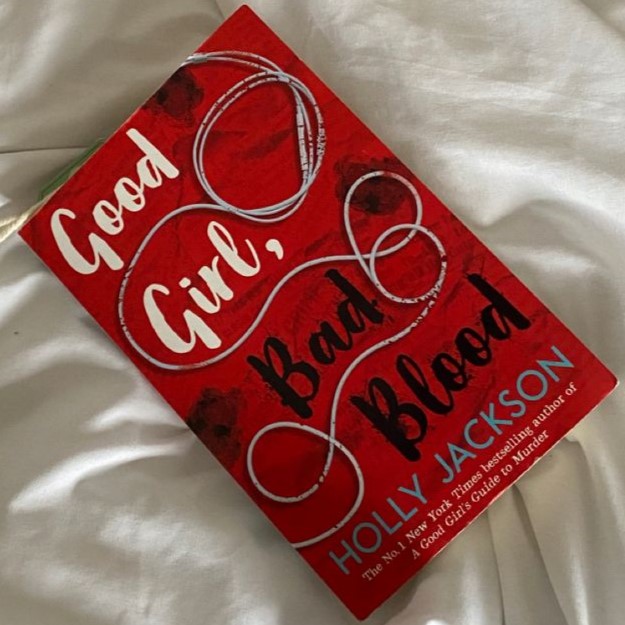 Good
Girl,
Bad
Blood
HOLLY JACKSON
The No.1 New York Times bestselling author of
A Good Girl's Guide to Murder